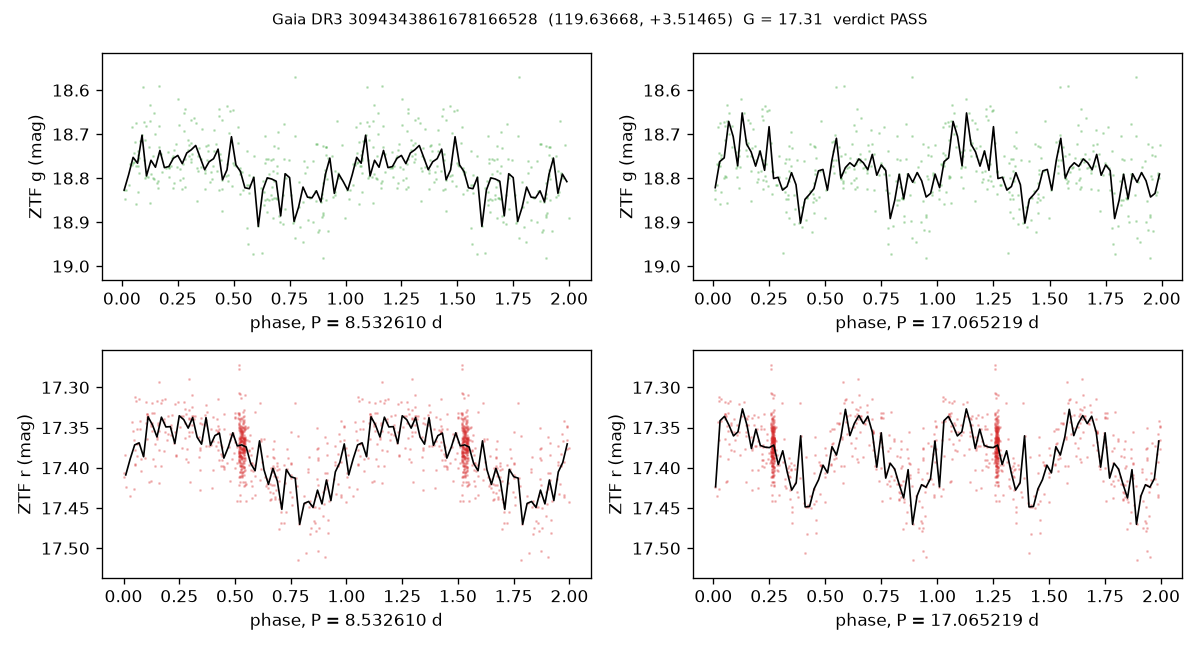 Gaia DR3 3094343861678166528 (119.63668, +3.51465) G = 17.31 verdict PASS
ZTF g (mag)
18.6
18.7
18.8
18.9
19.0
0.00 0.25 0.50 0.75 1.00 1.25 1.50 1.75 2.00
phase, P = 8.532610 d
ZTF g (mag)
18.6
18.7
18.8
18.9
19.0
0.00 0.25 0.50 0.75 1.00 1.25 1.50 1.75 2.00
phase, P = 17.065219 d
ZTF r (mag)
17.30
17.35
17.40
17.45
17.50
0.00 0.25 0.50 0.75 1.00 1.25 1.50 1.75 2.00
phase, P = 8.532610 d
ZTF r (mag)
17.30
17.35
17.40
17.45
17.50
0.00 0.25 0.50 0.75 1.00 1.25 1.50 1.75 2.00
phase, P = 17.065219 d